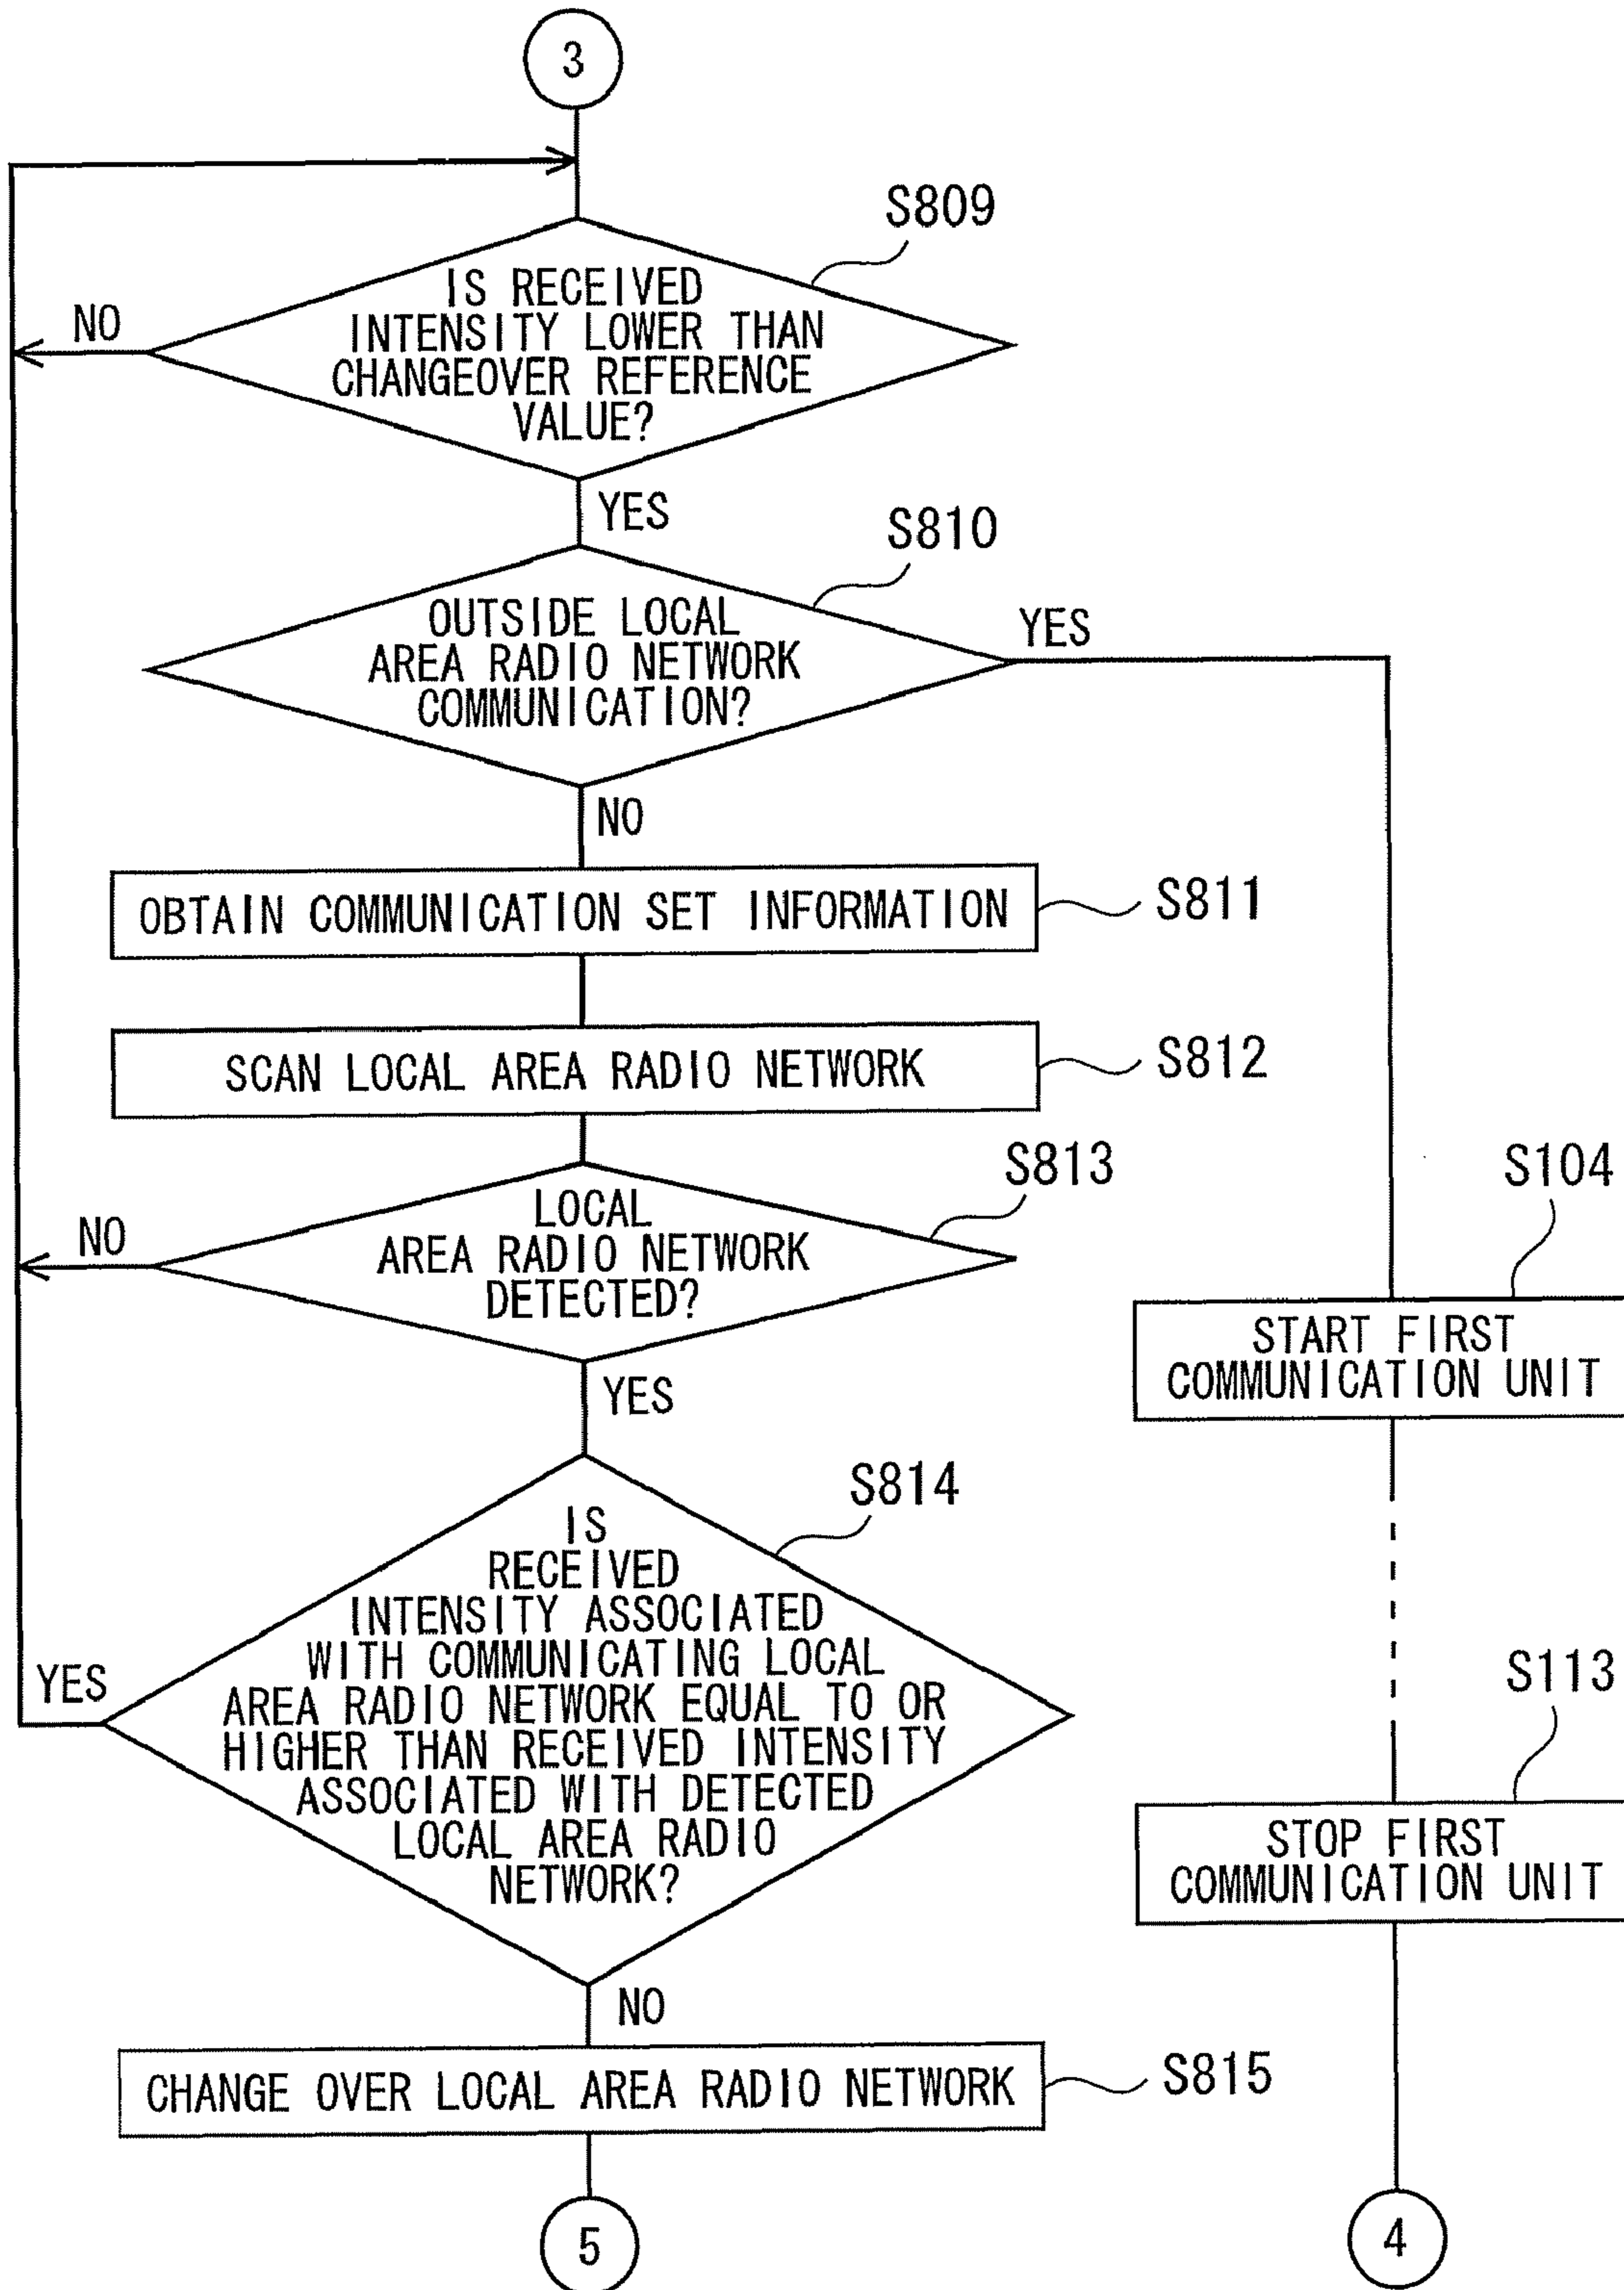 3
S809
IS RECEIVED
INTENSITY LOWER THAN
CHANGEOVER REFERENCE
VALUE?
NO
YES
S810
OUTSIDE LOCAL
AREA RADIO NETWORK
COMMUNICATION?
YES
NO
OBTAIN COMMUNICATION SET INFORMATION
S811
SCAN LOCAL AREA RADIO NETWORK
S812
S813
LOCAL
AREA RADIO NETWORK
DETECTED?
NO
YES
S814
IS
RECEIVED
INTENSITY ASSOCIATED
WITH COMMUNICATING LOCAL
AREA RADIO NETWORK EQUAL TO OR
HIGHER THAN RECEIVED INTENSITY
ASSOCIATED WITH DETECTED
LOCAL AREA RADIO
NETWORK?
YES
NO
CHANGE OVER LOCAL AREA RADIO NETWORK
S815
5
S104
START FIRST
COMMUNICATION UNIT
S113
STOP FIRST
COMMUNICATION UNIT
4